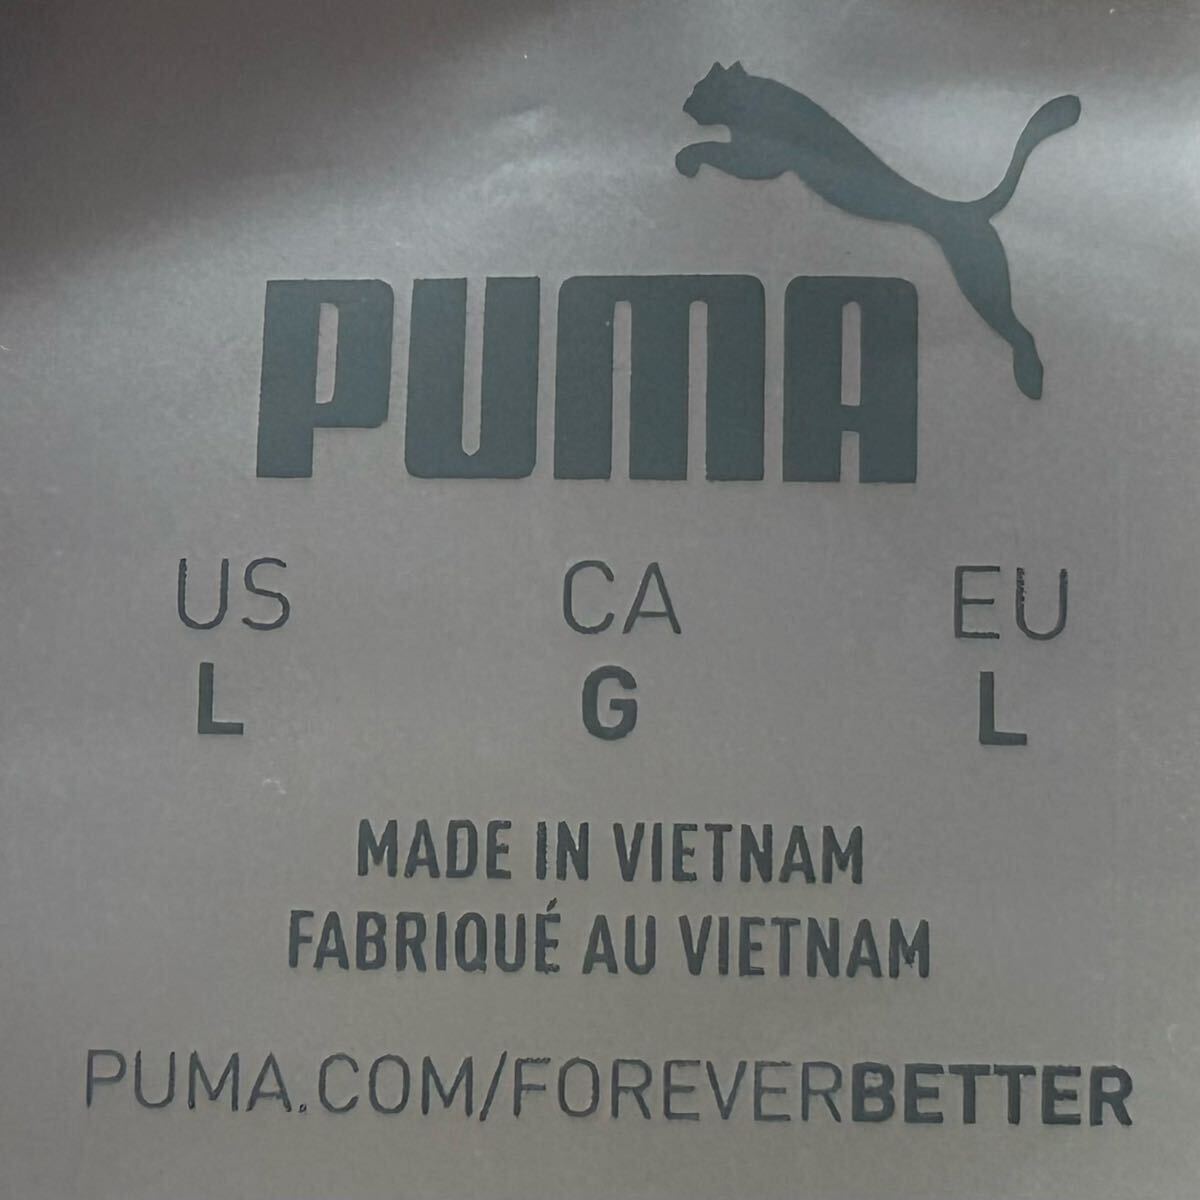 PUMA
US CA EU
L G L
MADE IN VIETNAM
FABRIQUÉ AU VIETNAM
PUMA.COM/FOREVERBETTER